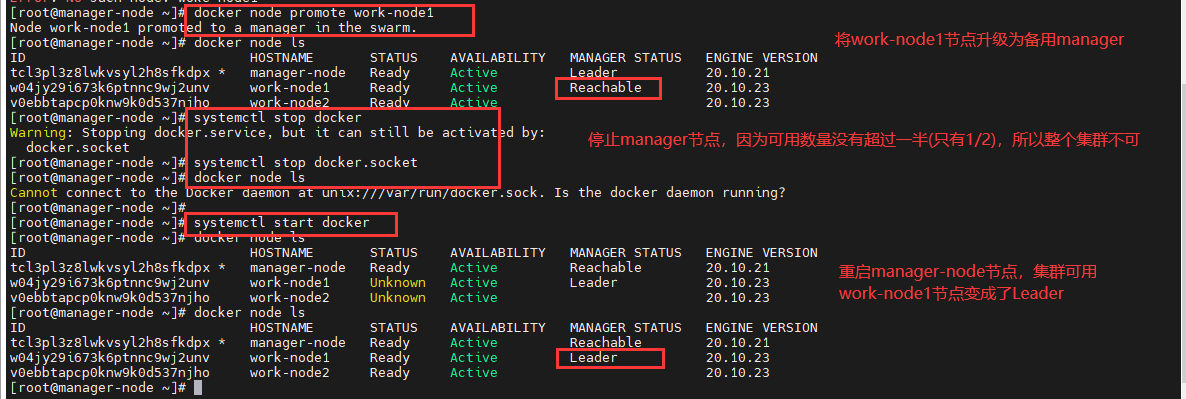 [root@manager-node ~]# docker node promote work-node1
Node work-node1 promoted to a manager in the swarm.
将work-node1节点升级为备用manager
[root@manager-node ~]# docker node ls
ID HOSTNAME STATUS AVAILABILITY MANAGER STATUS ENGINE VERSION
tcl3pl3z8lwkvsyl2h8sfkdpx * manager-node Ready Active Leader 20.10.21
w04jy29i673k6ptnnc9wj2unv work-node1 Ready Active Reachable 20.10.23
v0ebbtapcp0knw9k0d537njho work-node2 Ready Active 20.10.23
[root@manager-node ~]# systemctl stop docker
Warning: Stopping docker.service, but it can still be activated by:
docker.socket
停止manager节点，因为可用数量没有超过一半(只有1/2)，所以整个集群不可
[root@manager-node ~]# systemctl stop docker.socket
[root@manager-node ~]# docker node ls
Cannot connect to the Docker daemon at unix:///var/run/docker.sock. Is the docker daemon running?
[root@manager-node ~]#
[root@manager-node ~]# systemctl start docker
[root@manager-node ~]# docker node ls
ID HOSTNAME STATUS AVAILABILITY MANAGER STATUS ENGINE VERSION
tcl3pl3z8lwkvsyl2h8sfkdpx * manager-node Ready Active Reachable 20.10.21
w04jy29i673k6ptnnc9wj2unv work-node1 Unknown Active Leader 20.10.23
v0ebbtapcp0knw9k0d537njho work-node2 Unknown Active 20.10.23
重启manager-node节点，集群可用
work-node1节点变成了Leader
[root@manager-node ~]# docker node ls
ID HOSTNAME STATUS AVAILABILITY MANAGER STATUS ENGINE VERSION
tcl3pl3z8lwkvsyl2h8sfkdpx * manager-node Ready Active Reachable 20.10.21
w04jy29i673k6ptnnc9wj2unv work-node1 Ready Active Leader 20.10.23
v0ebbtapcp0knw9k0d537njho work-node2 Ready Active 20.10.23
[root@manager-node ~]#